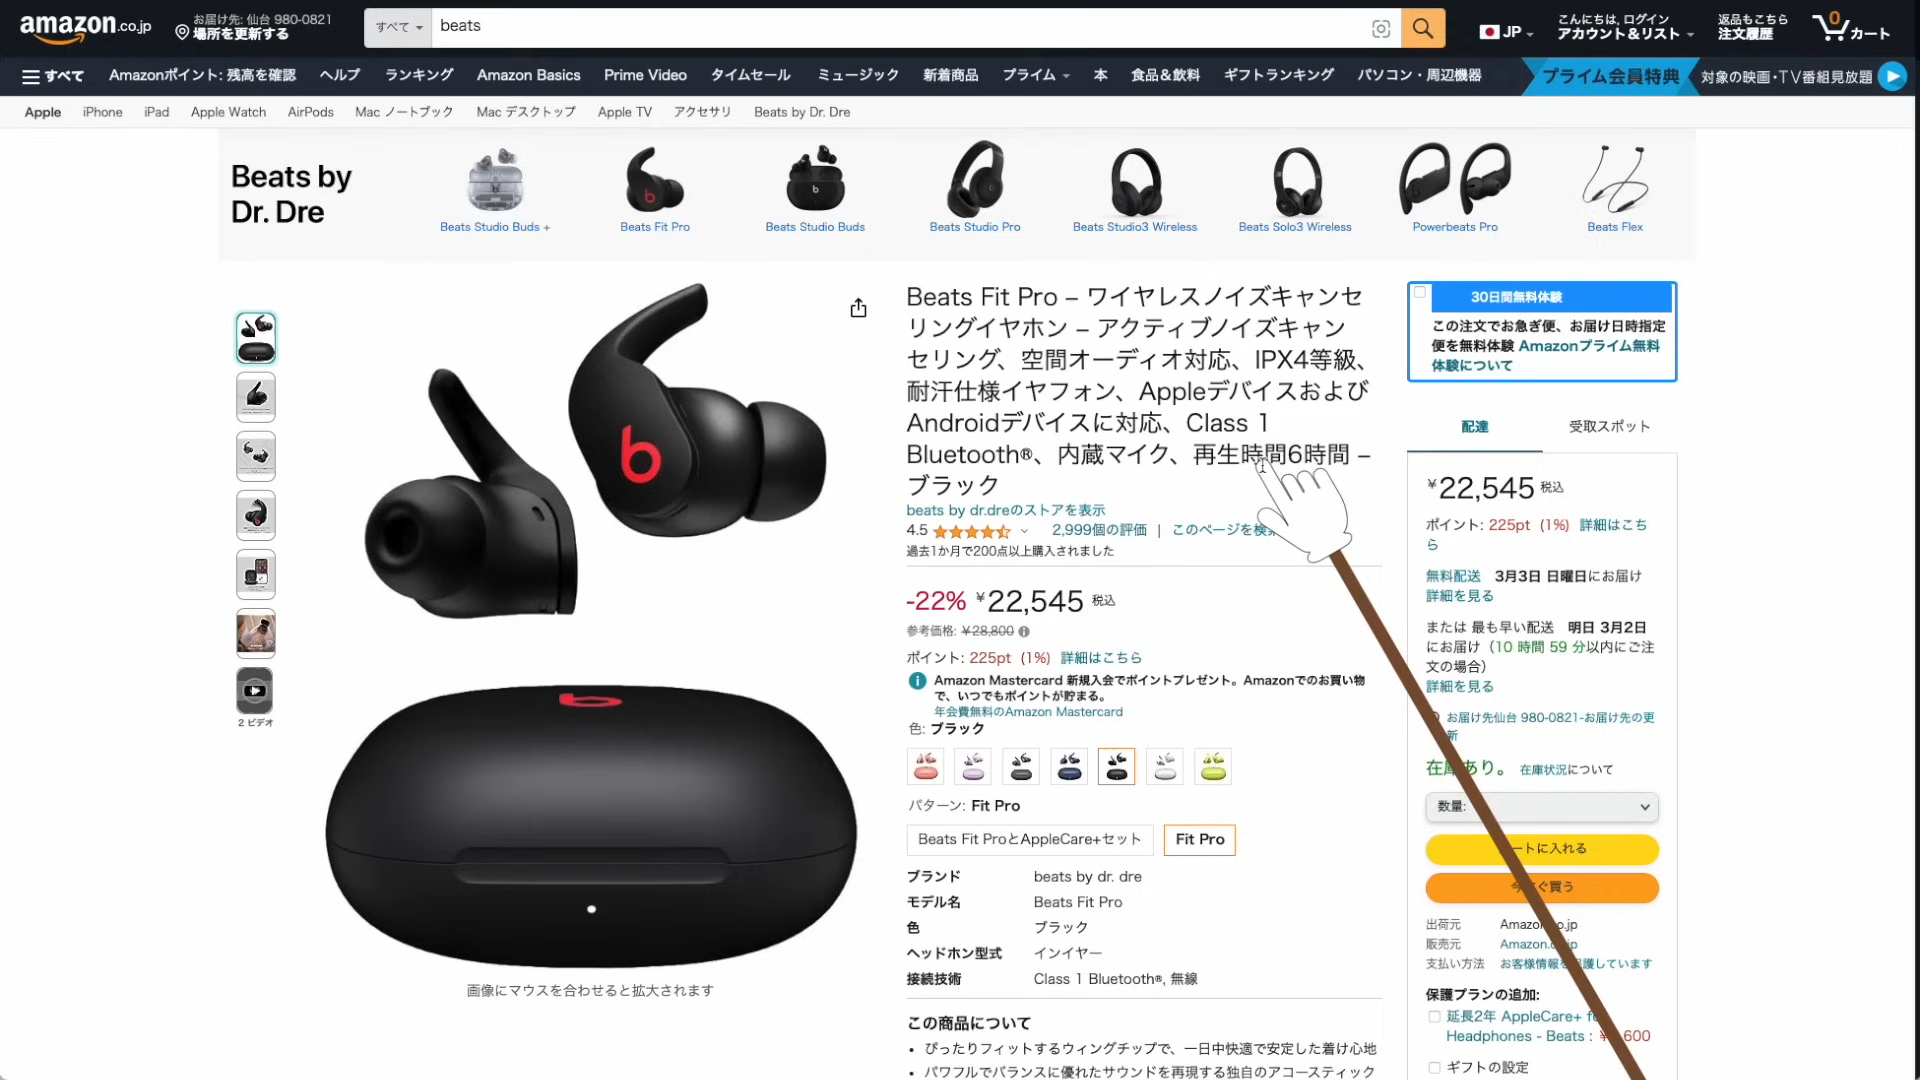 amazon.co.jp
お届け先: 仙台 980-0821
場所を更新する
すべて
beats
JP
こんにちは, ログイン
アカウント＆リスト
返品もこちら
注文履歴
0
カート
すべて
Amazonポイント: 残高を確認
ヘルプ
ランキング
Amazon Basics
Prime Video
タイムセール
ミュージック
新着商品
プライム
本
食品＆飲料
ギフトランキング
パソコン・周辺機器
プライム会員特典
対象の映画・TV番組見放題
Apple
iPhone
iPad
Apple Watch
AirPods
Mac ノートブック
Mac デスクトップ
Apple TV
アクセサリ
Beats by Dr. Dre
Beats by
Dr. Dre
Beats Studio Buds +
Beats Fit Pro
Beats Studio Buds
Beats Studio Pro
Beats Studio3 Wireless
Beats Solo3 Wireless
Powerbeats Pro
Beats Flex
2 ビデオ
画像にマウスを合わせると拡大されます
Beats Fit Pro – ワイヤレスノイズキャンセ
リングイヤホン – アクティブノイズキャン
セリング、空間オーディオ対応、IPX4等級、
耐汗仕様イヤフォン、Appleデバイスおよび
Androidデバイスに対応、Class 1
Bluetooth®、内蔵マイク、再生時間6時間 –
ブラック
beats by dr.dreのストアを表示
4.5
2,999個の評価 | このページを検索
過去1か月で200点以上購入されました
-22% ￥22,545 税込
参考価格: ￥28,800
ポイント: 225pt (1%) 詳細はこちら
Amazon Mastercard 新規入会でポイントプレゼント。Amazonでのお買い物
で、いつでもポイントが貯まる。
年会費無料のAmazon Mastercard
色: ブラック
パターン: Fit Pro
Beats Fit ProとAppleCare+セット
Fit Pro
ブランド beats by dr. dre
モデル名 Beats Fit Pro
色 ブラック
ヘッドホン型式 インイヤー
接続技術 Class 1 Bluetooth®, 無線
この商品について
• ぴったりフィットするウィングチップで、一日中快適で安定した着け心地
• パワフルでバランスに優れたサウンドを再現する独自のアコースティック
30日間無料体験
この注文でお急ぎ便、お届け日時指定
便を無料体験 Amazonプライム無料
体験について
配達
受取スポット
￥22,545 税込
ポイント: 225pt (1%) 詳細はこち
ら
無料配送 3月3日 日曜日にお届け
詳細を見る
または 最も早い配送 明日 3月2日
にお届け（10 時間 59 分以内にご注
文の場合）
詳細を見る
お届け先仙台 980-0821-お届け先の更
新
在庫あり。 在庫状況について
数量:
ートに入れる
今すぐ買う
出荷元 Amazon.co.jp
販売元 Amazon.co.jp
支払い方法 お客様情報を保護しています
保護プランの追加:
延長2年 AppleCare+ fo
Headphones - Beats : ￥ 600
ギフトの設定